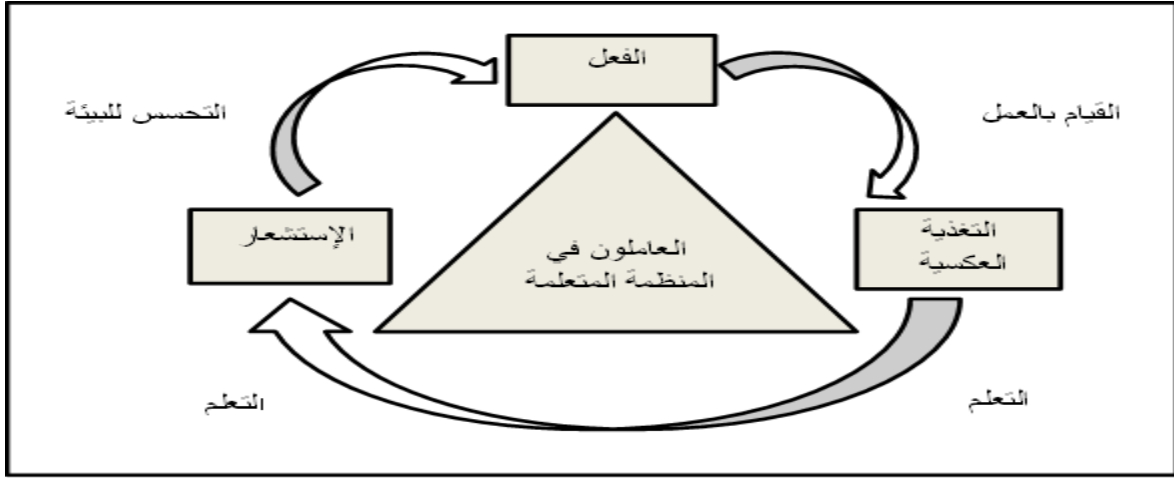 الفعل
القيام بالعمل
التحسس للبيئة
التغذية
العكسية
الإستشعار
العاملون في
المنظمة المتعلمة
التعلم
التعلم